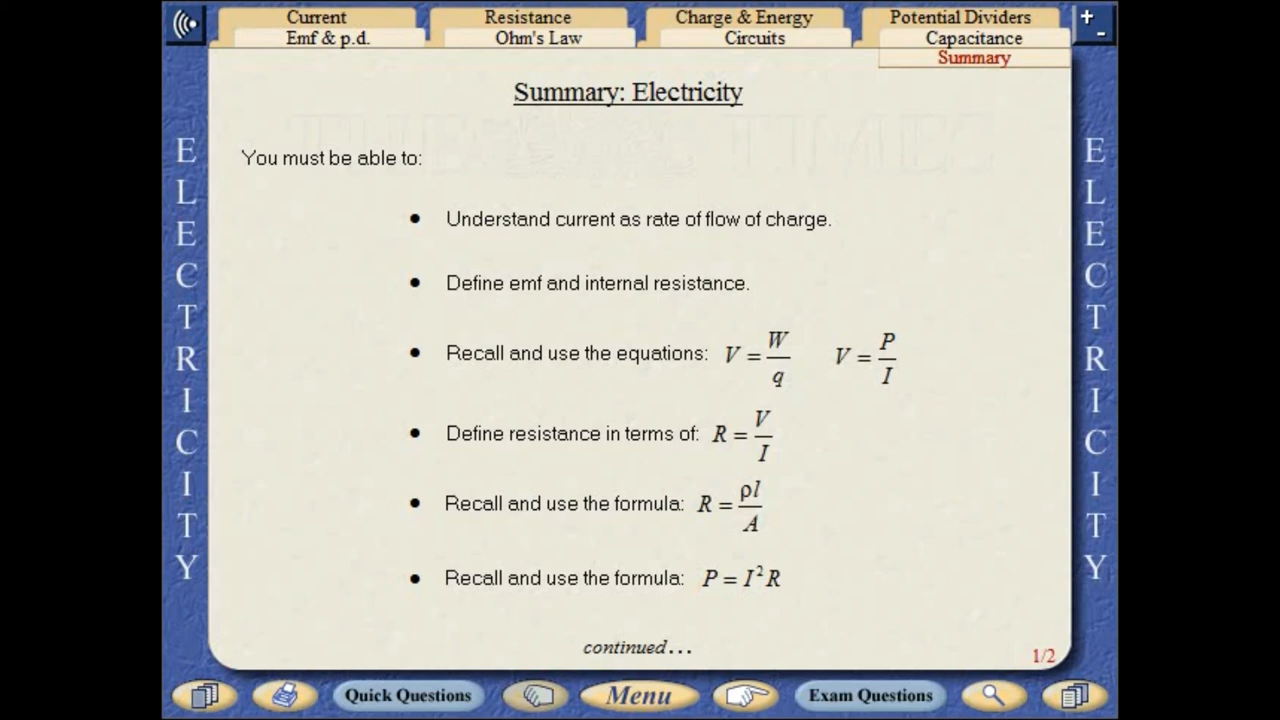 Current Resistance Charge & Energy Potential Dividers
Emf & p.d. Ohm's Law Circuits Capacitance
Summary
Summary: Electricity
You must be able to:
• Understand current as rate of flow of charge.
• Define emf and internal resistance.
• Recall and use the equations: V = W/q V = P/I
• Define resistance in terms of: R = V/I
• Recall and use the formula: R = ρl/A
• Recall and use the formula: P = I²R
continued...
1/2
ELECTRICITY
ELECTRICITY
Quick Questions Menu Exam Questions
+
-